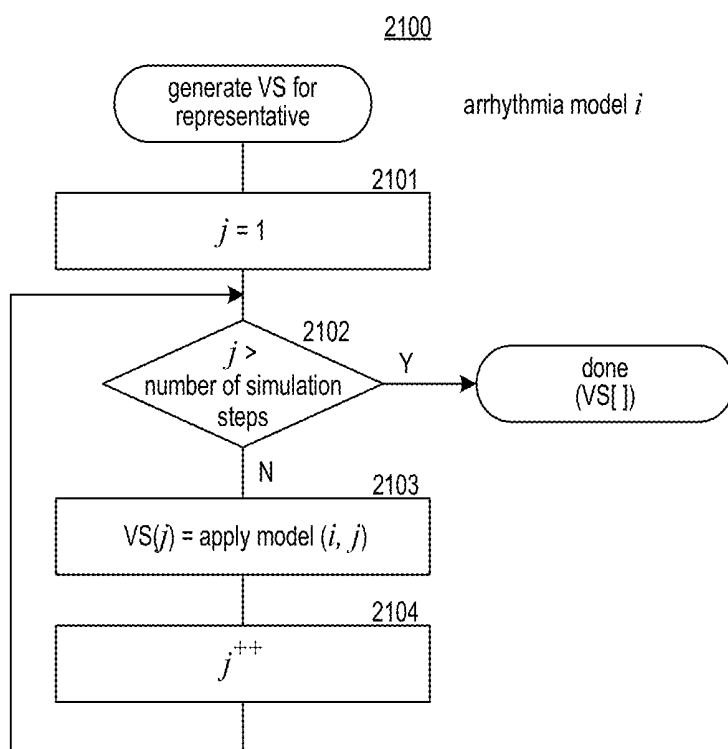 2100
generate VS for
representative
arrhythmia model i
2101
j = 1
2102
j >
number of simulation
steps
Y
done
(VS[ ])
N
2103
VS(j) = apply model (i, j)
2104
j++